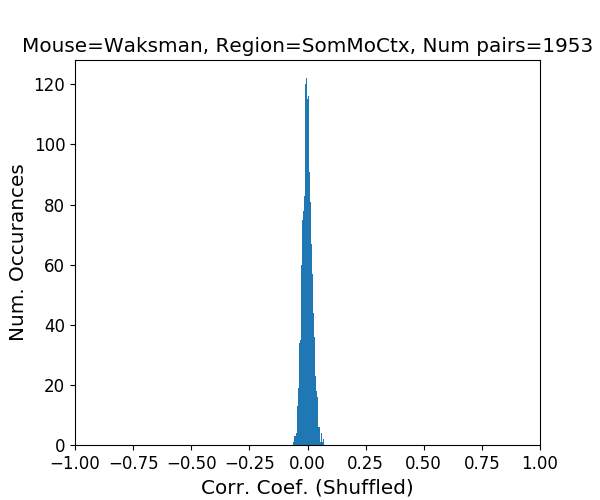 Mouse=Waksman, Region=SomMoCtx, Num pairs=1953
120
100
80
60
40
20
0
Num. Occurances
−1.00 −0.75 −0.50 −0.25 0.00 0.25 0.50 0.75 1.00
Corr. Coef. (Shuffled)